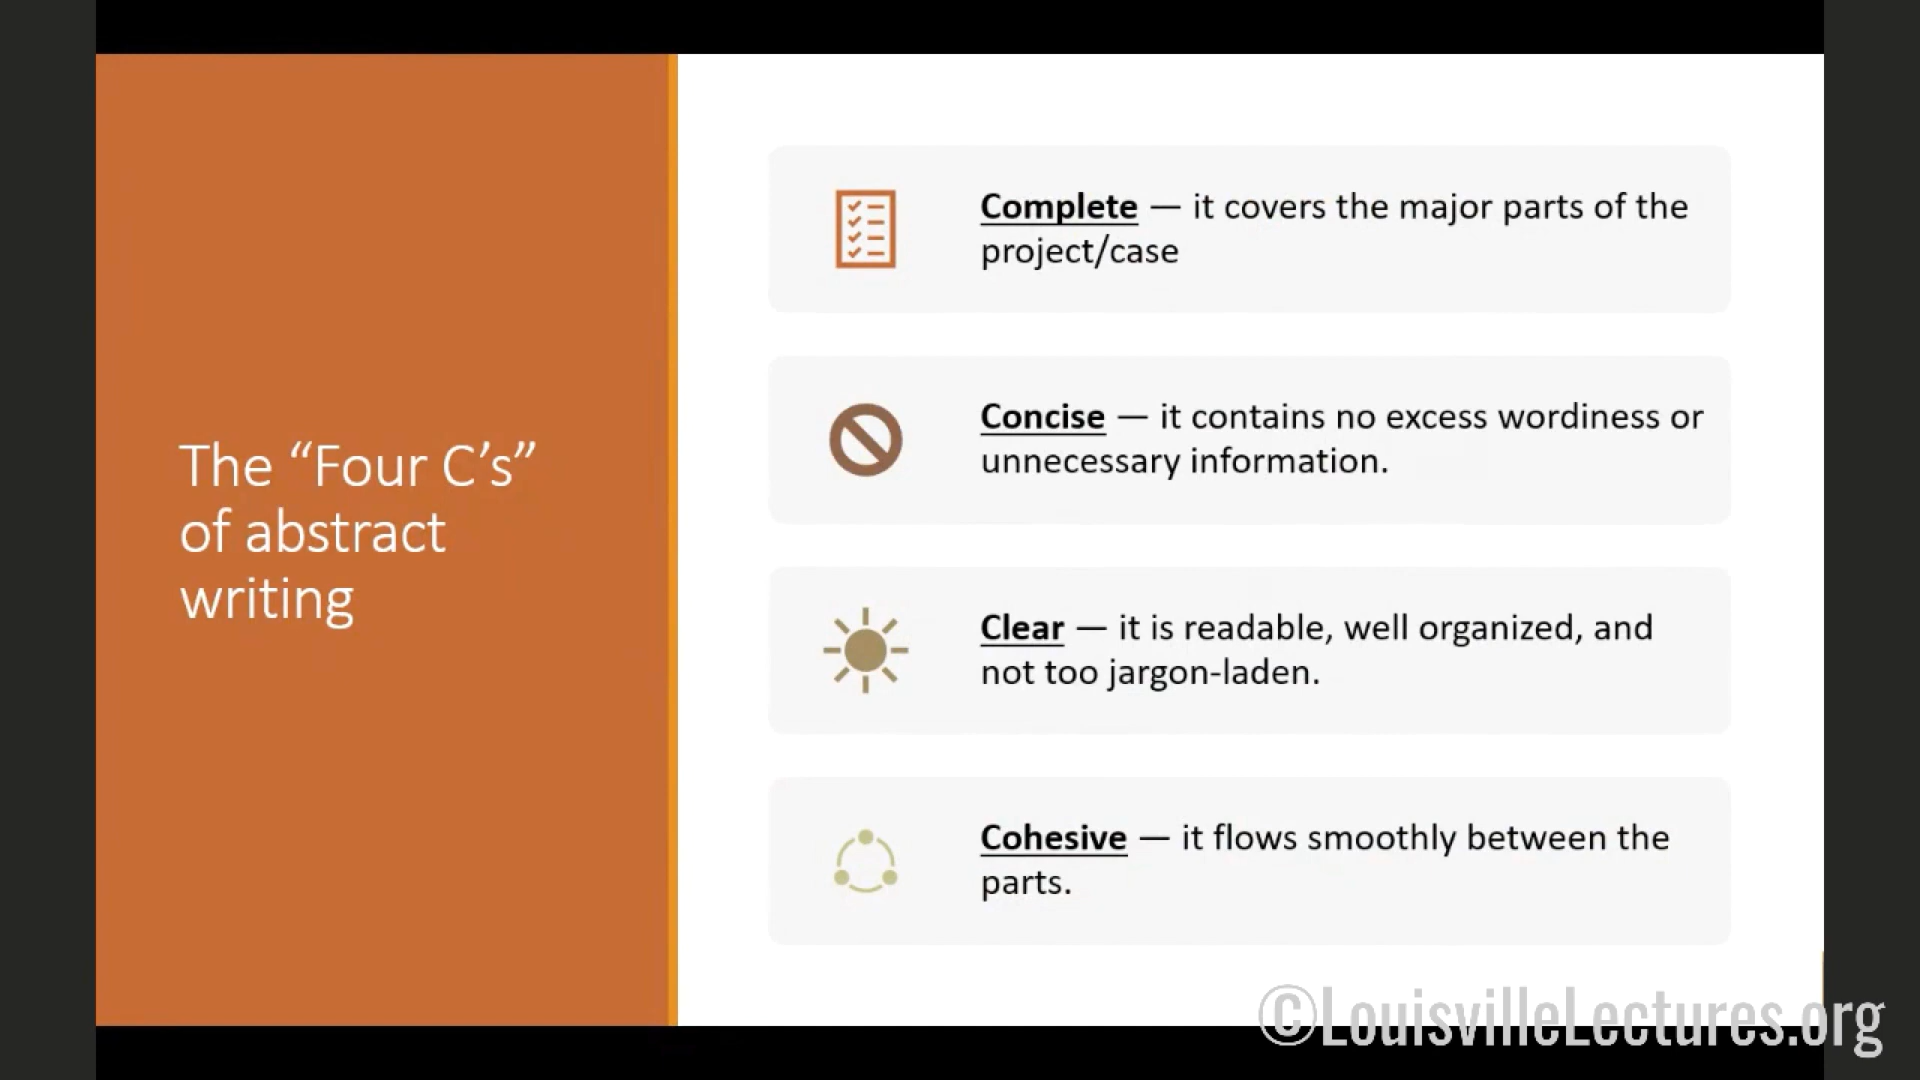 The “Four C’s”
of abstract
writing
Complete — it covers the major parts of the
project/case
Concise — it contains no excess wordiness or
unnecessary information.
Clear — it is readable, well organized, and
not too jargon-laden.
Cohesive — it flows smoothly between the
parts.
©LouisvilleLectures.org